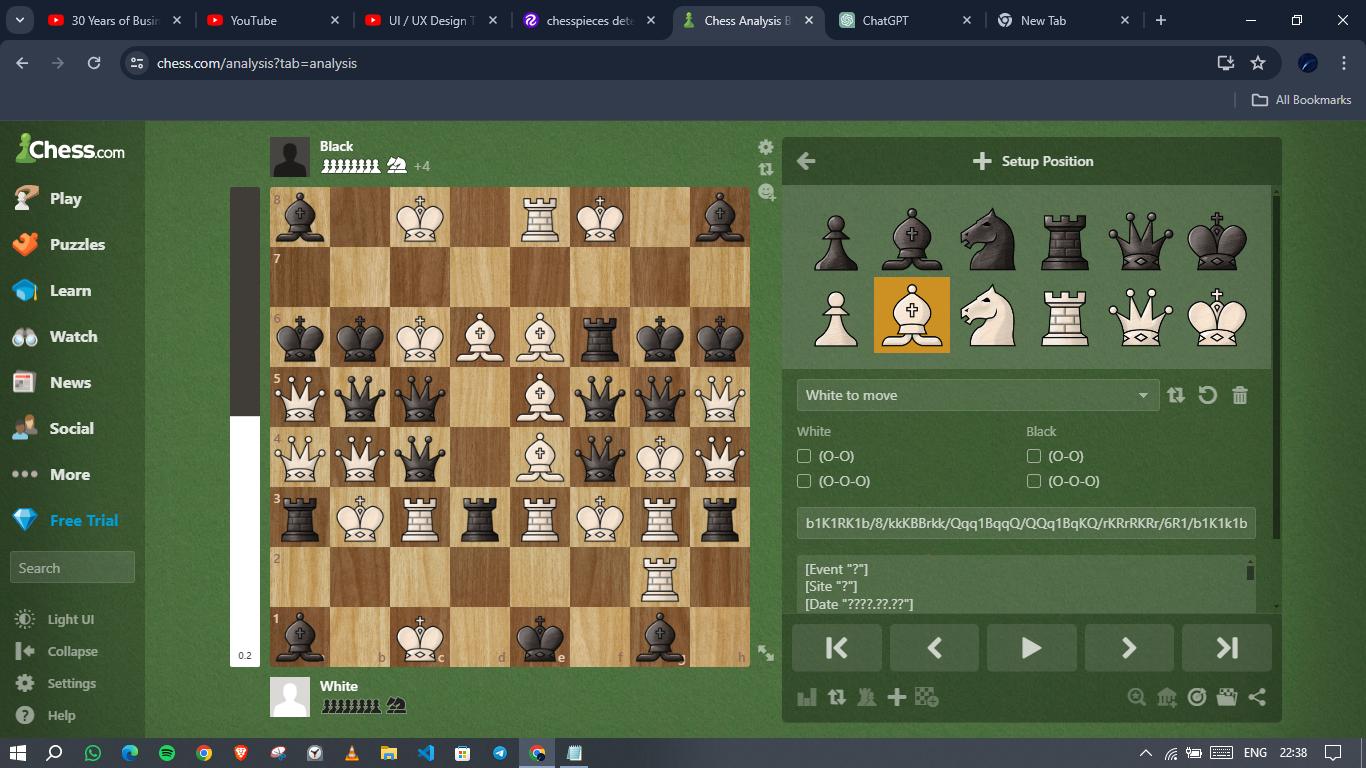 30 Years of Busin
YouTube
UI / UX Design T
chesspieces dete
Chess Analysis B
ChatGPT
New Tab
chess.com/analysis?tab=analysis
All Bookmarks
Chess.com
Play
Puzzles
Learn
Watch
News
Social
More
Free Trial
Search
Light UI
Collapse
Settings
Help
Black
+4
8
7
6
5
4
3
2
1
b c d e f g h
0.2
White
Setup Position
White to move
White Black
(O-O) (O-O)
(O-O-O) (O-O-O)
b1K1RK1b/8/kkKBBrkk/Qqq1BqqQ/QQq1BqKQ/rKRrRKRr/6R1/b1K1k1b
[Event "?"]
[Site "?"]
[Date "????.??.??"]
ENG 22:38